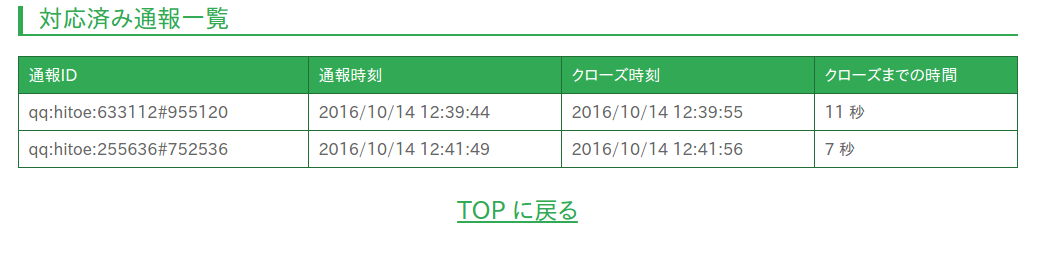 対応済み通報一覧
通報ID 通報時刻 クローズ時刻 クローズまでの時間
qq:hitoe:633112#955120 2016/10/14 12:39:44 2016/10/14 12:39:55 11 秒
qq:hitoe:255636#752536 2016/10/14 12:41:49 2016/10/14 12:41:56 7 秒
TOP に戻る